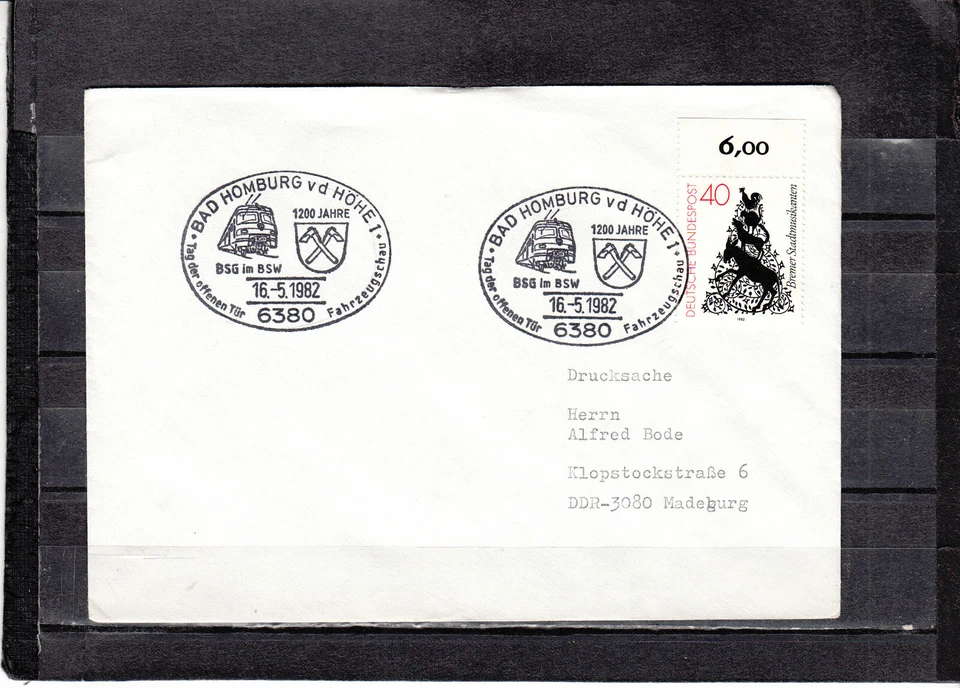 BAD HOMBURG v d HÖHE 1
1200 JAHRE
BSG im BSW
16.-5.1982
6380
Tag der offenen Tür
Fahrzeugschau
BAD HOMBURG v d HÖHE 1
1200 JAHRE
BSG im BSW
16.-5.1982
6380
Tag der offenen Tür
Fahrzeugschau
6,00
40
DEUTSCHE BUNDESPOST
Bremer Stadtmusikanten
1982
Drucksache
Herrn
Alfred Bode
Klopstockstraße 6
DDR-3080 Madeburg